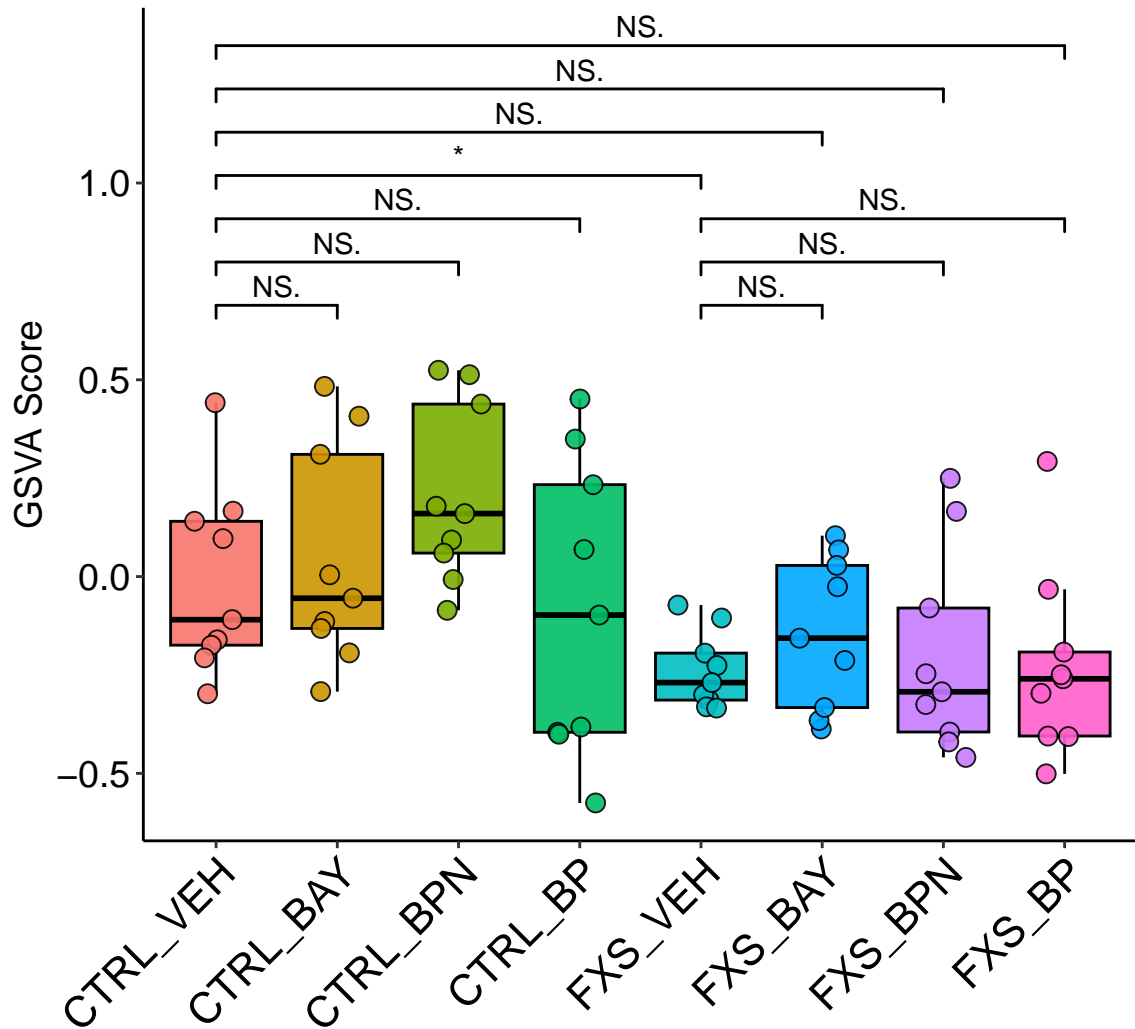 NS.
NS.
NS.
*
NS.
NS.
NS.
NS.
NS.
NS.
1.0
0.5
0.0
−0.5
GSVA Score
CTRL_VEH
CTRL_BAY
CTRL_BPN
CTRL_BP
FXS_VEH
FXS_BAY
FXS_BPN
FXS_BP